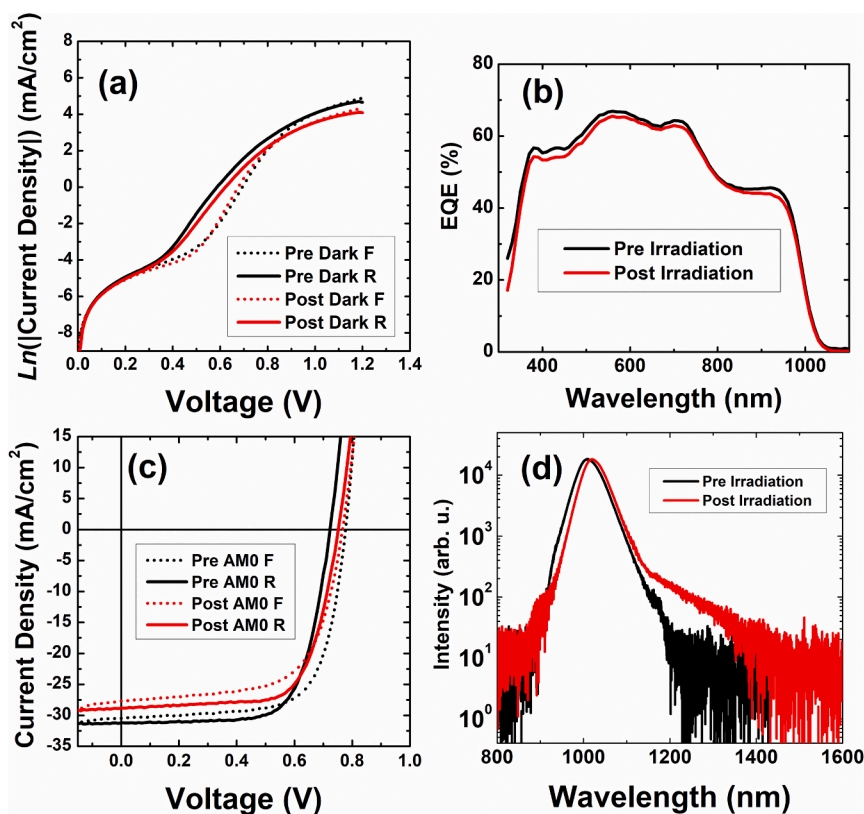 (a)
Ln(|Current Density|) (mA/cm²)
8
6
4
2
0
-2
-4
-6
-8
Pre Dark F
Pre Dark R
Post Dark F
Post Dark R
0.0 0.2 0.4 0.6 0.8 1.0 1.2 1.4
Voltage (V)
(b)
EQE (%)
80
60
40
20
0
Pre Irradiation
Post Irradiation
400 600 800 1000
Wavelength (nm)
(c)
Current Density (mA/cm²)
15
10
5
0
-5
-10
-15
-20
-25
-30
-35
Pre AM0 F
Pre AM0 R
Post AM0 F
Post AM0 R
0.0 0.2 0.4 0.6 0.8 1.0
Voltage (V)
(d)
Intensity (arb. u.)
10⁴
10³
10²
10¹
10⁰
Pre Irradiation
Post Irradiation
800 1000 1200 1400 1600
Wavelength (nm)